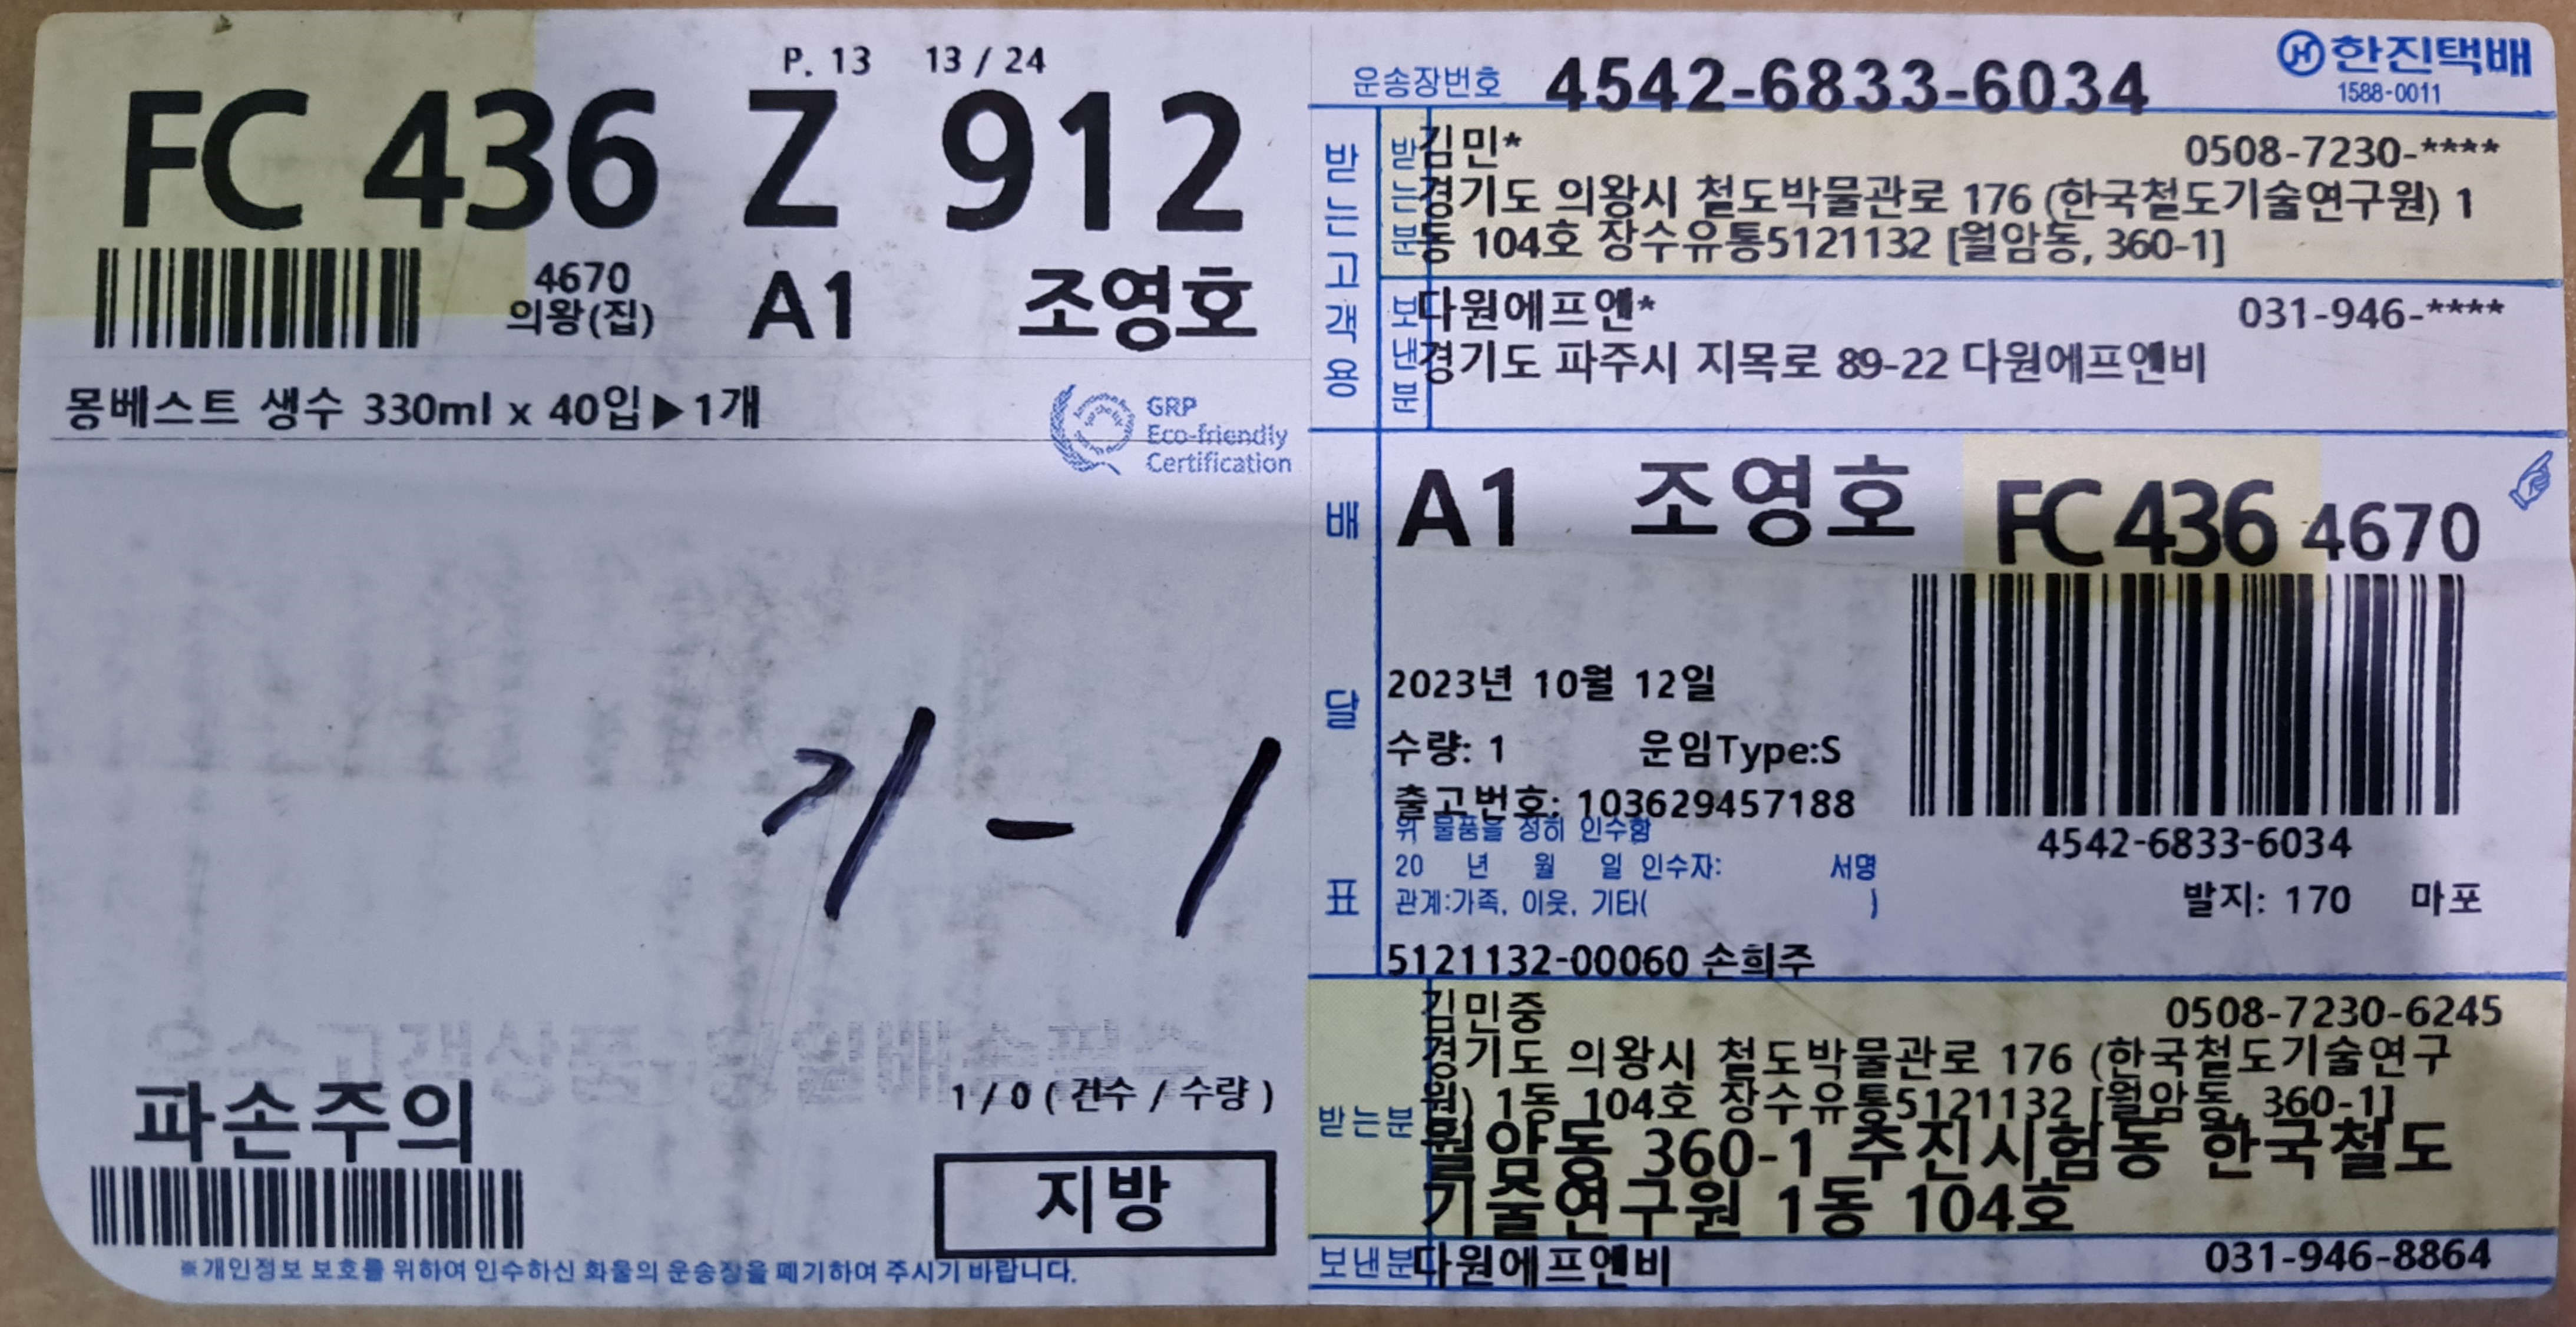 P. 13 13 / 24
FC 436 Z 912
4670
의왕(집) A1 조영호
몽베스트 생수 330ml x 40입▶1개
GRP
Eco-friendly
Certification
기-1
파손주의
1 / 0 ( 건수 / 수량 )
지방
※개인정보 보호를 위하여 인수하신 화물의 운송장을 폐기하여 주시기 바랍니다.
운송장번호 4542-6833-6034
한진택배
1588-0011
받는고객용
받는분
김민* 0508-7230-****
경기도 의왕시 철도박물관로 176 (한국철도기술연구원) 1
동 104호 장수유통5121132 [월암동, 360-1]
보낸분
다원에프엔* 031-946-****
경기도 파주시 지목로 89-22 다원에프엔비
배달표
A1 조영호 FC 436 4670
2023년 10월 12일
수량: 1 운임Type:S
출고번호: 103629457188
위 물품을 정히 인수함
20 년 월 일 인수자: 서명
관계:가족, 이웃, 기타( )
4542-6833-6034
발지: 170 마포
5121132-00060 손희주
받는분
김민중 0508-7230-6245
경기도 의왕시 철도박물관로 176 (한국철도기술연구
원) 1동 104호 장수유통5121132 [월암동, 360-1]
월암동 360-1 추진시험동 한국철도
기술연구원 1동 104호
보낸분 다원에프엔비 031-946-8864